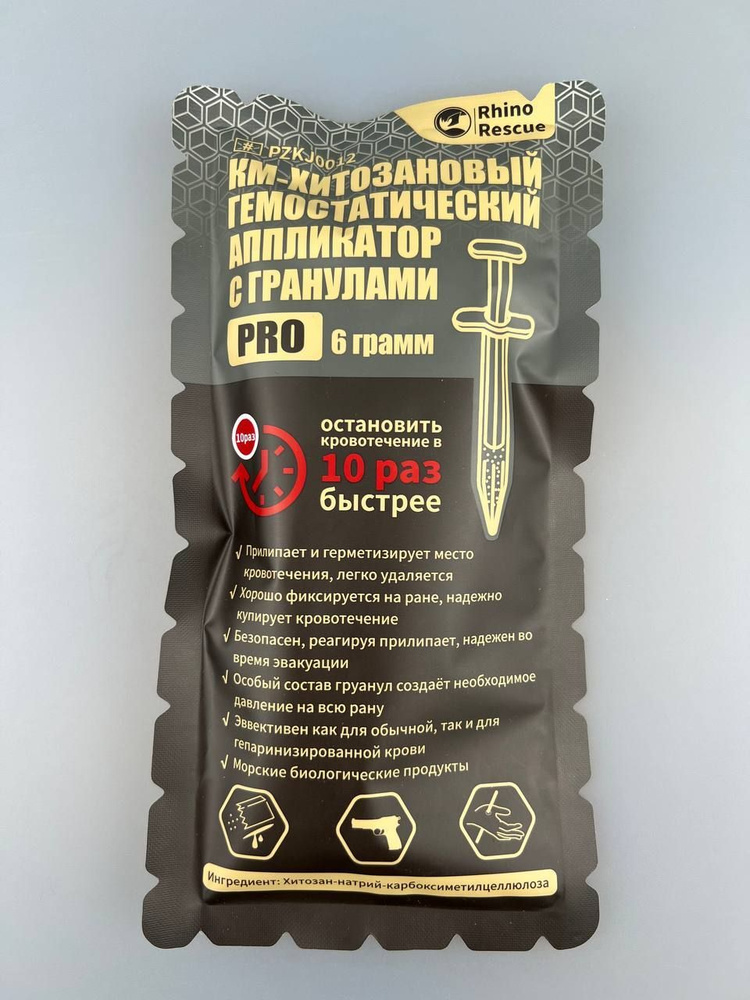 Rhino
Rescue
# PZKJ0012
КМ-ХИТОЗАНОВЫЙ
ГЕМОСТАТИЧЕСКИЙ
АППЛИКАТОР
С ГРАНУЛАМИ
PRO 6 грамм
10раз
остановить
кровотечение в
10 раз
быстрее
√ Прилипает и герметизирует место
кровотечения, легко удаляется
√ Хорошо фиксируется на ране, надежно
купирует кровотечение
√ Безопасен, реагируя прилипает, надежен во
время эвакуации
√ Особый состав груанул создаёт необходимое
давление на всю рану
√ Эввективен как для обычной, так и для
гепаринизированной крови
√ Морские биологические продукты
Ингредиент: Хитозан-натрий-карбоксиметилцеллюлоза